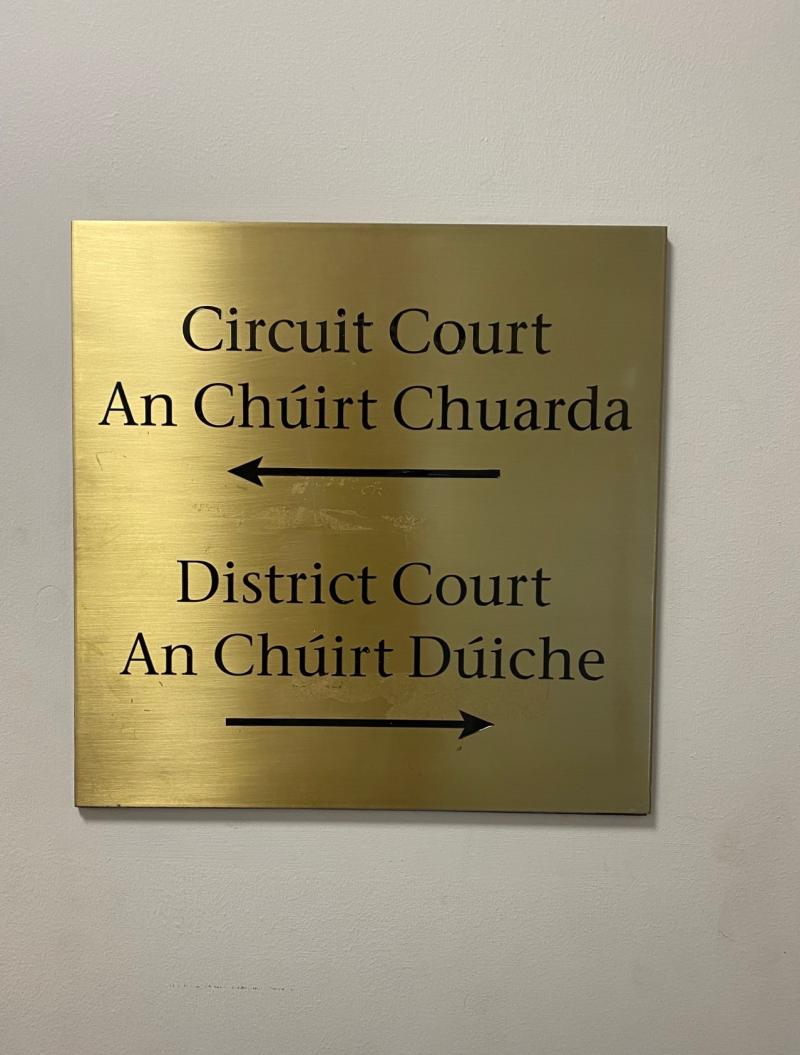 Circuit Court
An Chúirt Chuarda
District Court
An Chúirt Dúiche